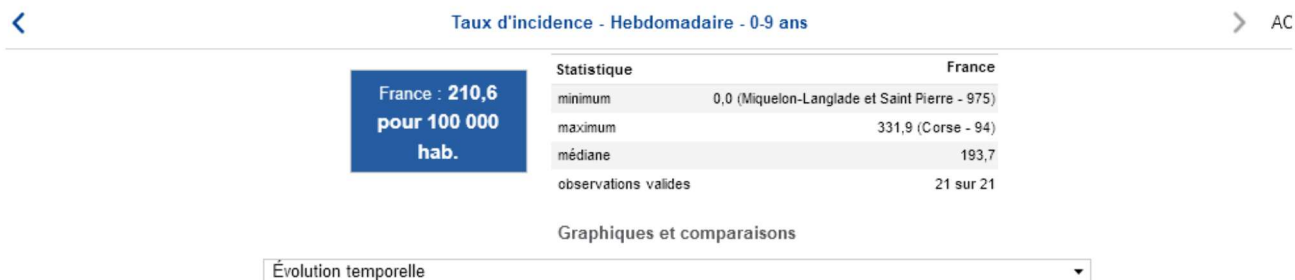 Taux d'incidence - Hebdomadaire - 0-9 ans
AC
France : 210,6
pour 100 000
hab.
Statistique France
minimum 0,0 (Miquelon-Langlade et Saint Pierre - 975)
maximum 331,9 (Corse - 94)
médiane 193,7
observations valides 21 sur 21
Graphiques et comparaisons
Évolution temporelle